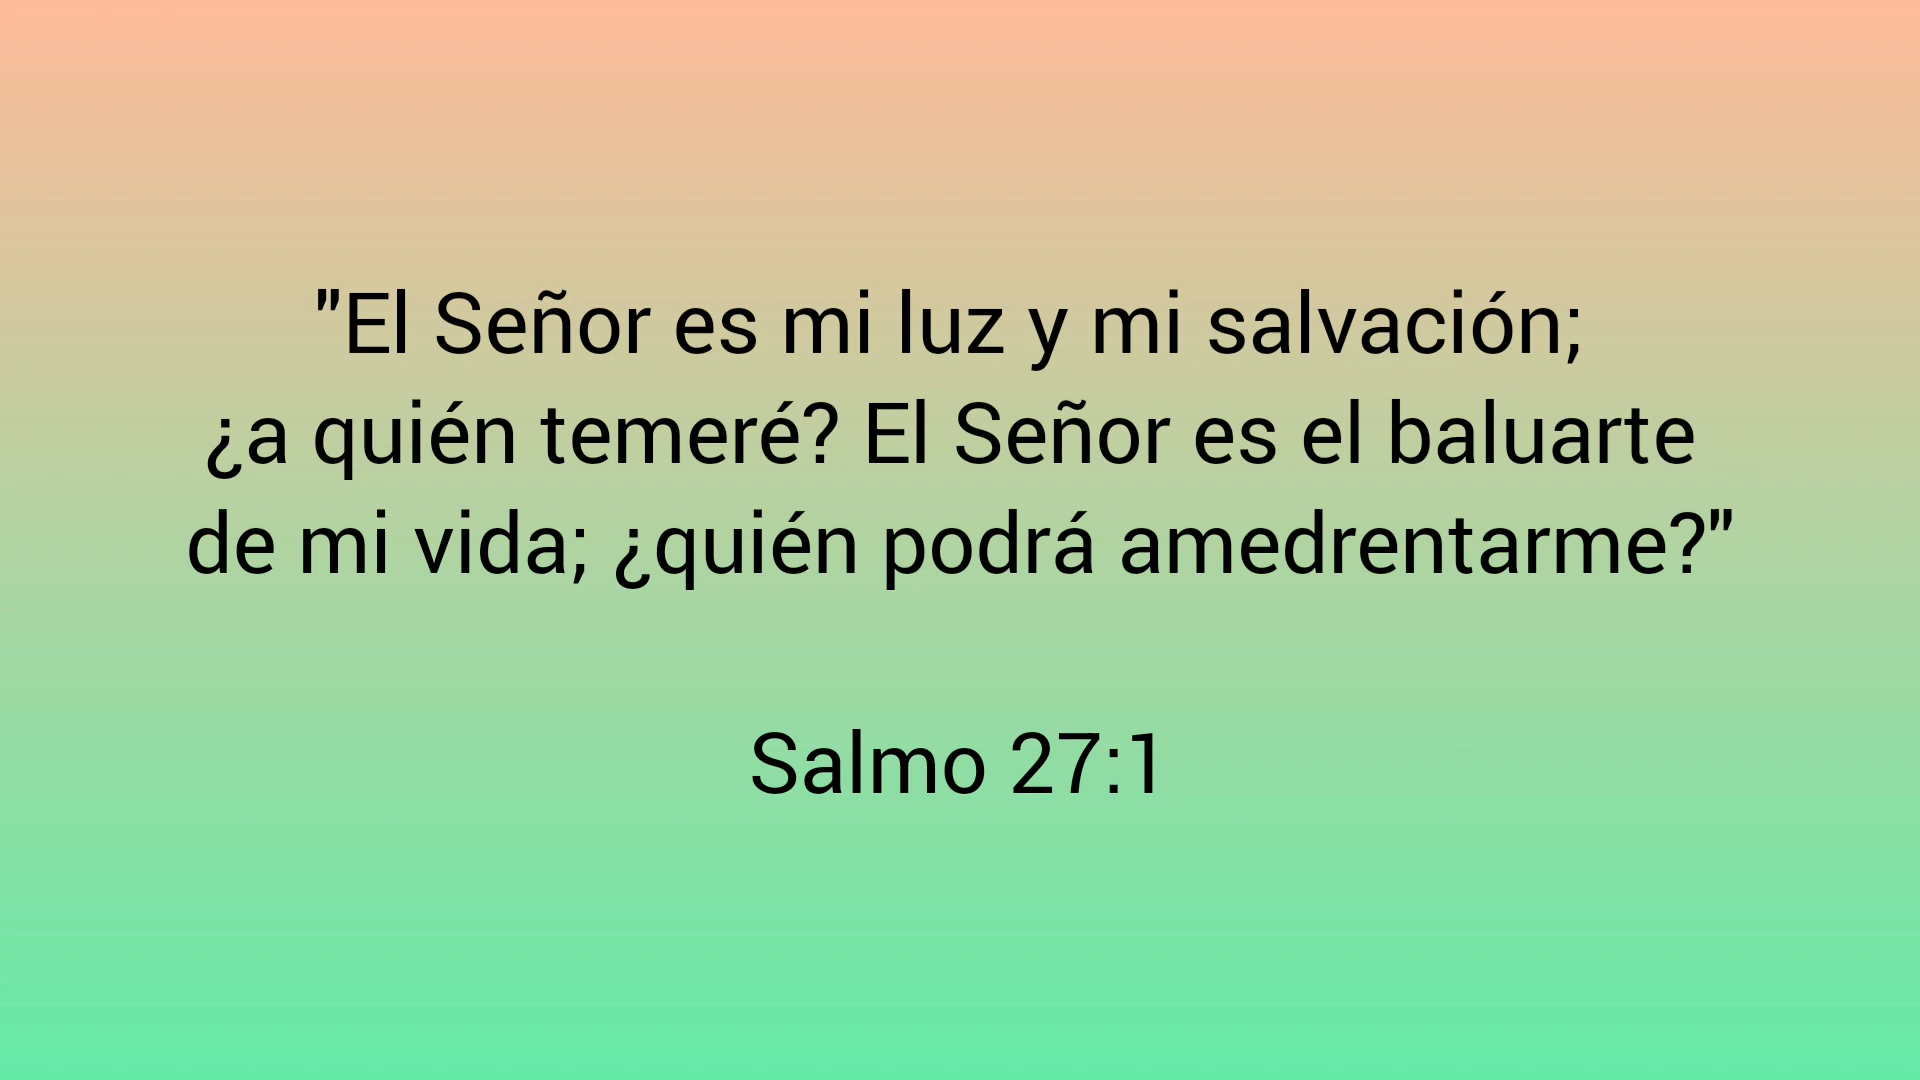 "El Señor es mi luz y mi salvación;
¿a quién temeré? El Señor es el baluarte
de mi vida; ¿quién podrá amedrentarme?"
Salmo 27:1